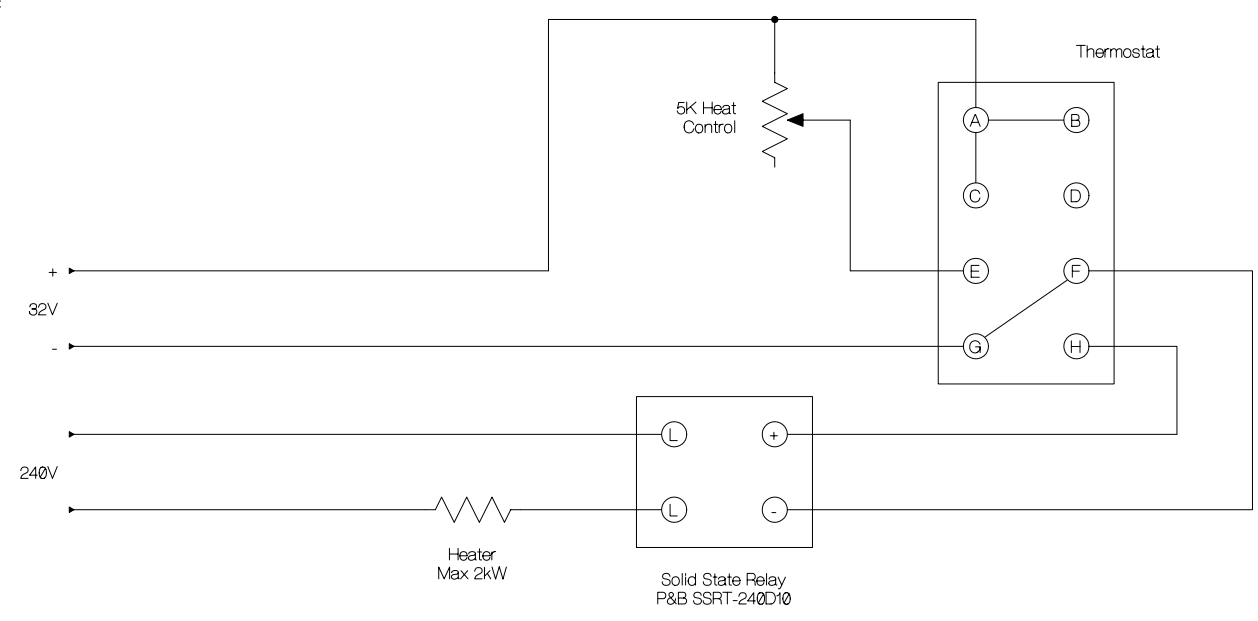 Thermostat
5K Heat
Control
A
B
C
D
+
E
F
32V
-
G
H
L
+
240V
L
-
Heater
Max 2kW
Solid State Relay
P&B SSRT-240D10